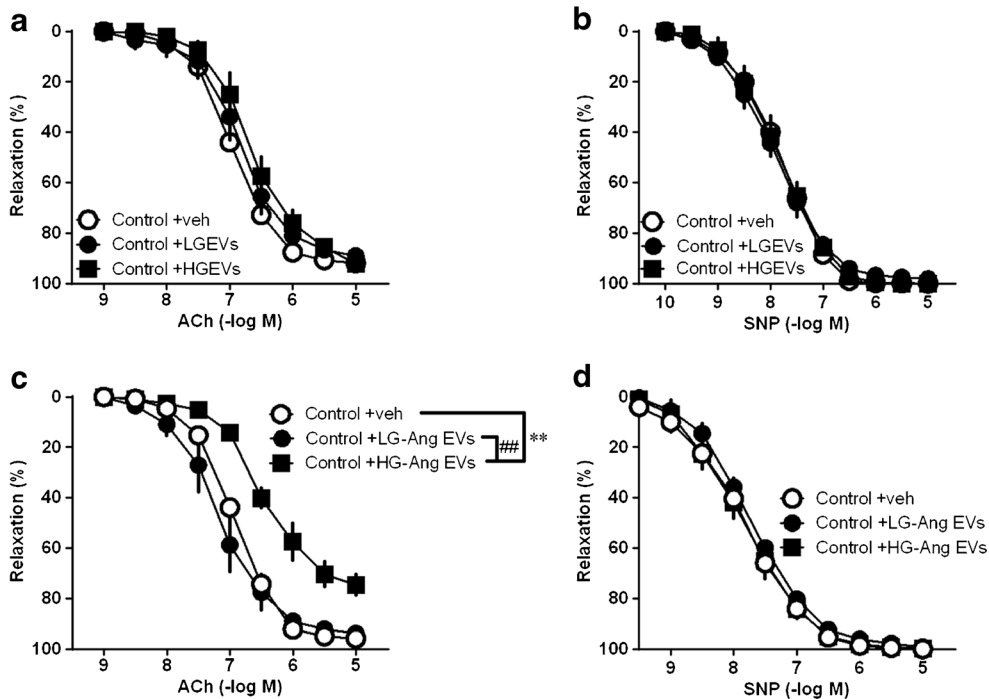 a
0
20
40
60
80
100
Relaxation (%)
Control +veh
Control +LGEVs
Control +HGEVs
9 8 7 6 5
ACh (-log M)
b
0
20
40
60
80
100
Relaxation (%)
Control +veh
Control +LGEVs
Control +HGEVs
10 9 8 7 6 5
SNP (-log M)
c
0
20
40
60
80
100
Relaxation (%)
Control +veh
Control +LG-Ang EVs
Control +HG-Ang EVs
##
**
9 8 7 6 5
ACh (-log M)
d
0
20
40
60
80
100
Relaxation (%)
Control +veh
Control +LG-Ang EVs
Control +HG-Ang EVs
9 8 7 6 5
SNP (-log M)